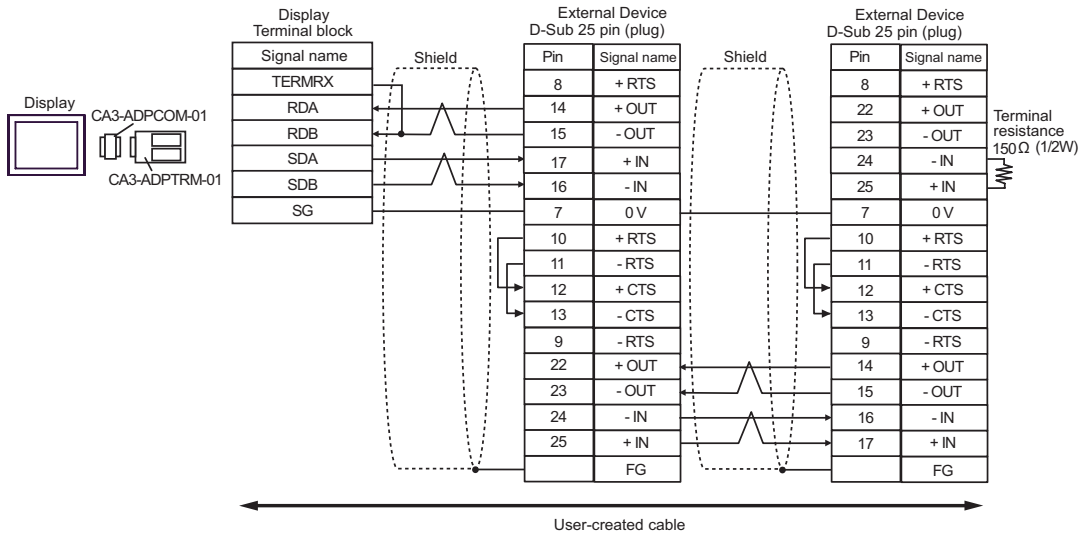 Display
Terminal block
External Device
D-Sub 25 pin (plug)
External Device
D-Sub 25 pin (plug)
Signal name
Shield
Pin
Signal name
Shield
Pin
Signal name
TERMRX
8
+ RTS
8
+ RTS
Display
CA3-ADPCOM-01
CA3-ADPTRM-01
RDA
14
+ OUT
22
+ OUT
Terminal
resistance
150Ω (1/2W)
RDB
15
- OUT
23
- OUT
SDA
17
+ IN
24
- IN
SDB
16
- IN
25
+ IN
SG
7
0 V
7
0 V
10
+ RTS
10
+ RTS
11
- RTS
11
- RTS
12
+ CTS
12
+ CTS
13
- CTS
13
- CTS
9
- RTS
9
- RTS
22
+ OUT
14
+ OUT
23
- OUT
15
- OUT
24
- IN
16
- IN
25
+ IN
17
+ IN
FG
FG
User-created cable